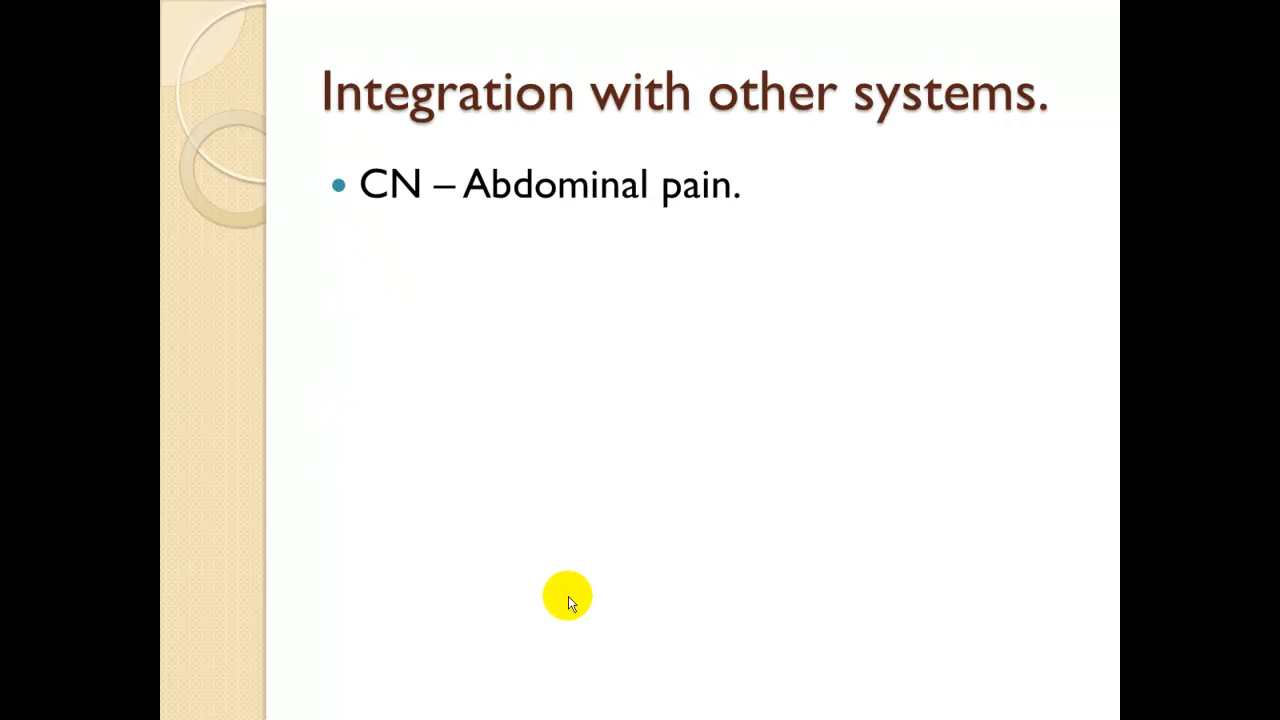 Integration with other systems.
CN – Abdominal pain.